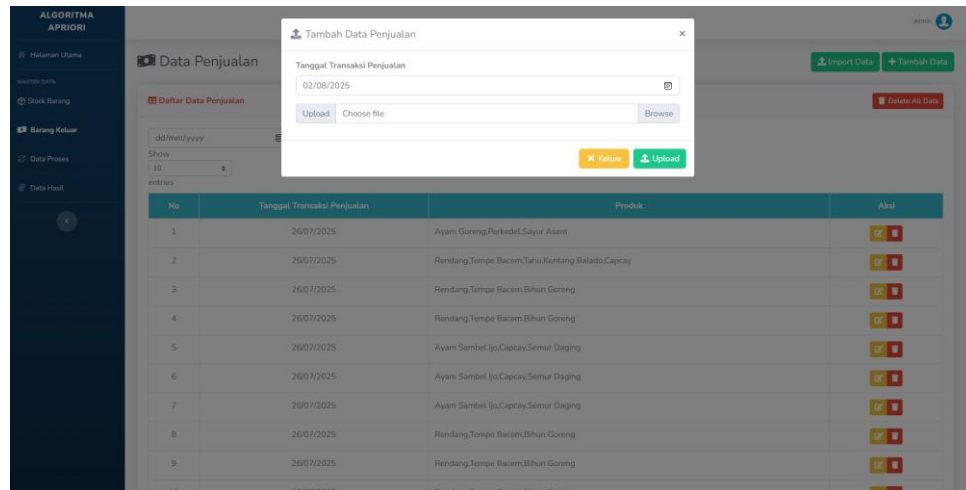 ALGORITMA
APRIORI
admin
Halaman Utama
MASTER DATA
Stock Barang
Barang Keluar
Data Proses
Data Hasil
Data Penjualan
Import Data
Tambah Data
Daftar Data Penjualan
Delete All Data
dd/mm/yyyy
Show
10
entries
Tambah Data Penjualan
×
Tanggal Transaksi Penjualan
02/08/2025
Upload Choose file Browse
Keluar Upload
No Tanggal Transaksi Penjualan Produk Aksi
1 26/07/2025 Ayam Goreng,Perkedel,Sayur Asem
2 26/07/2025 Rendang,Tempe Bacem,Tahu,Kentang Balado,Capcay
3 26/07/2025 Rendang,Tempe Bacem,Bihun Goreng
4 26/07/2025 Rendang,Tempe Bacem,Bihun Goreng
5 26/07/2025 Ayam Sambel Ijo,Capcay,Semur Daging
6 26/07/2025 Ayam Sambel Ijo,Capcay,Semur Daging
7 26/07/2025 Ayam Sambel Ijo,Capcay,Semur Daging
8 26/07/2025 Rendang,Tempe Bacem,Bihun Goreng
9 26/07/2025 Rendang,Tempe Bacem,Bihun Goreng